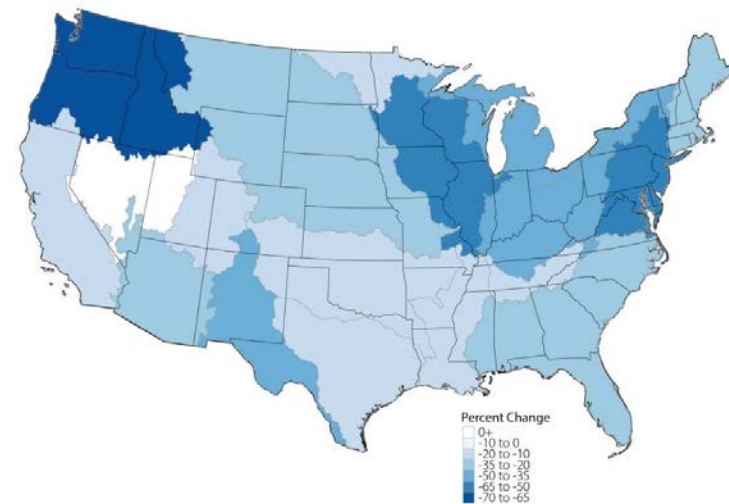 Percent Change
0+
-10 to 0
-20 to -10
-35 to -20
-50 to -35
-65 to -50
-70 to -65